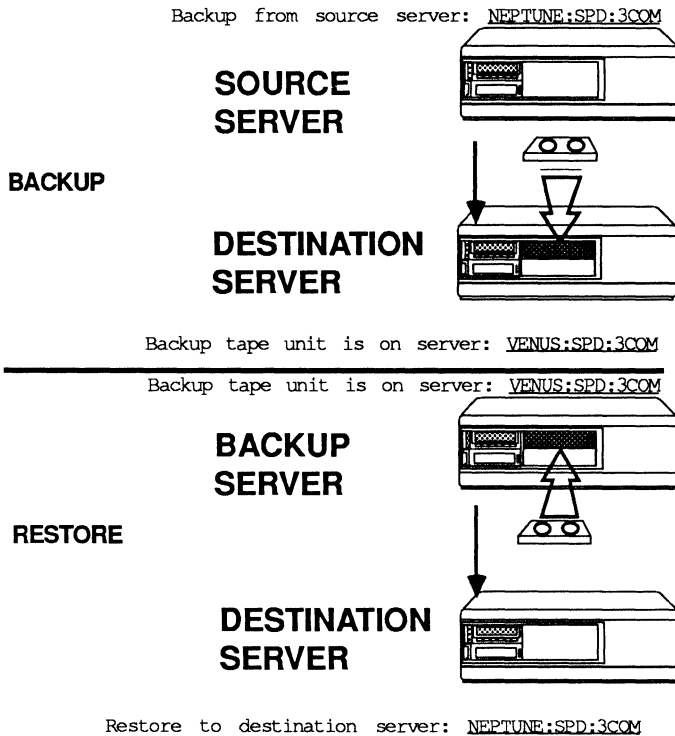 Backup from source server: NEPTUNE:SPD:3COM
SOURCE
SERVER
BACKUP
DESTINATION
SERVER
Backup tape unit is on server: VENUS:SPD:3COM
Backup tape unit is on server: VENUS:SPD:3COM
BACKUP
SERVER
RESTORE
DESTINATION
SERVER
Restore to destination server: NEPTUNE:SPD:3COM